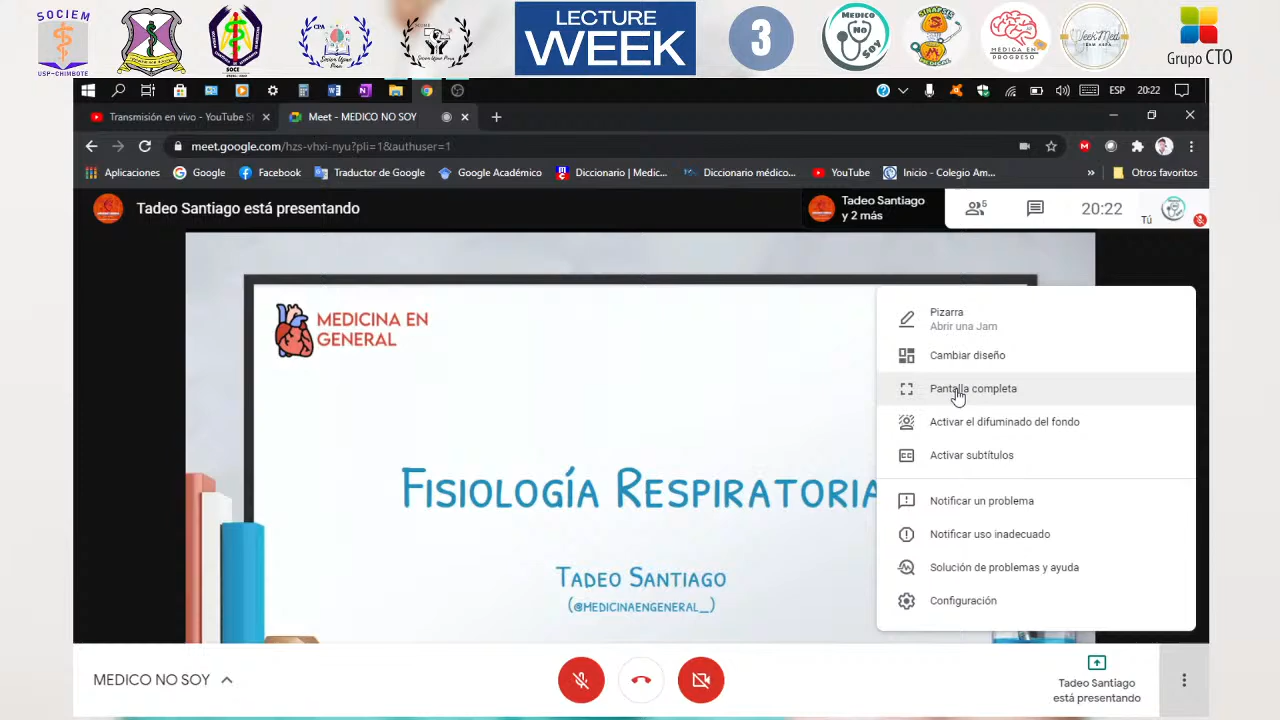 SOCIEM
USP-CHIMBOTE
LECTURE
WEEK
3
MEDICO
No
SOY
SINAPSIS
MEDICINE
MÉDICA EN
PROGRESO
WeekMed
Grupo CTO
ESP
20:22
Transmisión en vivo - YouTube S
Meet - MEDICO NO SOY
meet.google.com/hzs-vhxi-nyu?pli=1&authuser=1
Aplicaciones
Google
Facebook
Traductor de Google
Google Académico
Diccionario | Medic...
Diccionario médico...
YouTube
Inicio - Colegio Am...
»
Otros favoritos
Tadeo Santiago está presentando
Tadeo Santiago
y 2 más
5
20:22
Tú
MEDICINA EN
GENERAL
Fisiología Respiratoria
Tadeo Santiago
(@medicinaengeneral_)
Pizarra
Abrir una Jam
Cambiar diseño
Pantalla completa
Activar el difuminado del fondo
Activar subtítulos
Notificar un problema
Notificar uso inadecuado
Solución de problemas y ayuda
Configuración
MEDICO NO SOY
Tadeo Santiago
está presentando